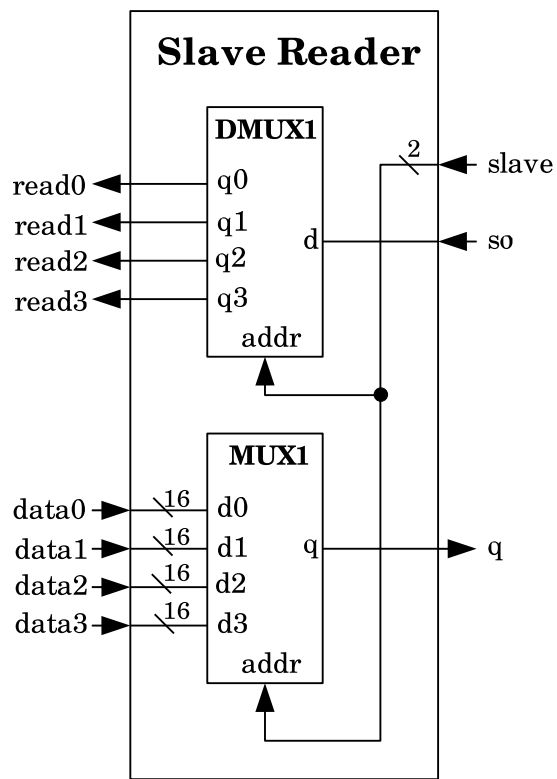 Slave Reader
DMUX1
2
slave
read0
q0
read1
q1
d
so
read2
q2
read3
q3
addr
MUX1
data0
16
d0
data1
16
d1
q
q
data2
16
d2
data3
16
d3
addr